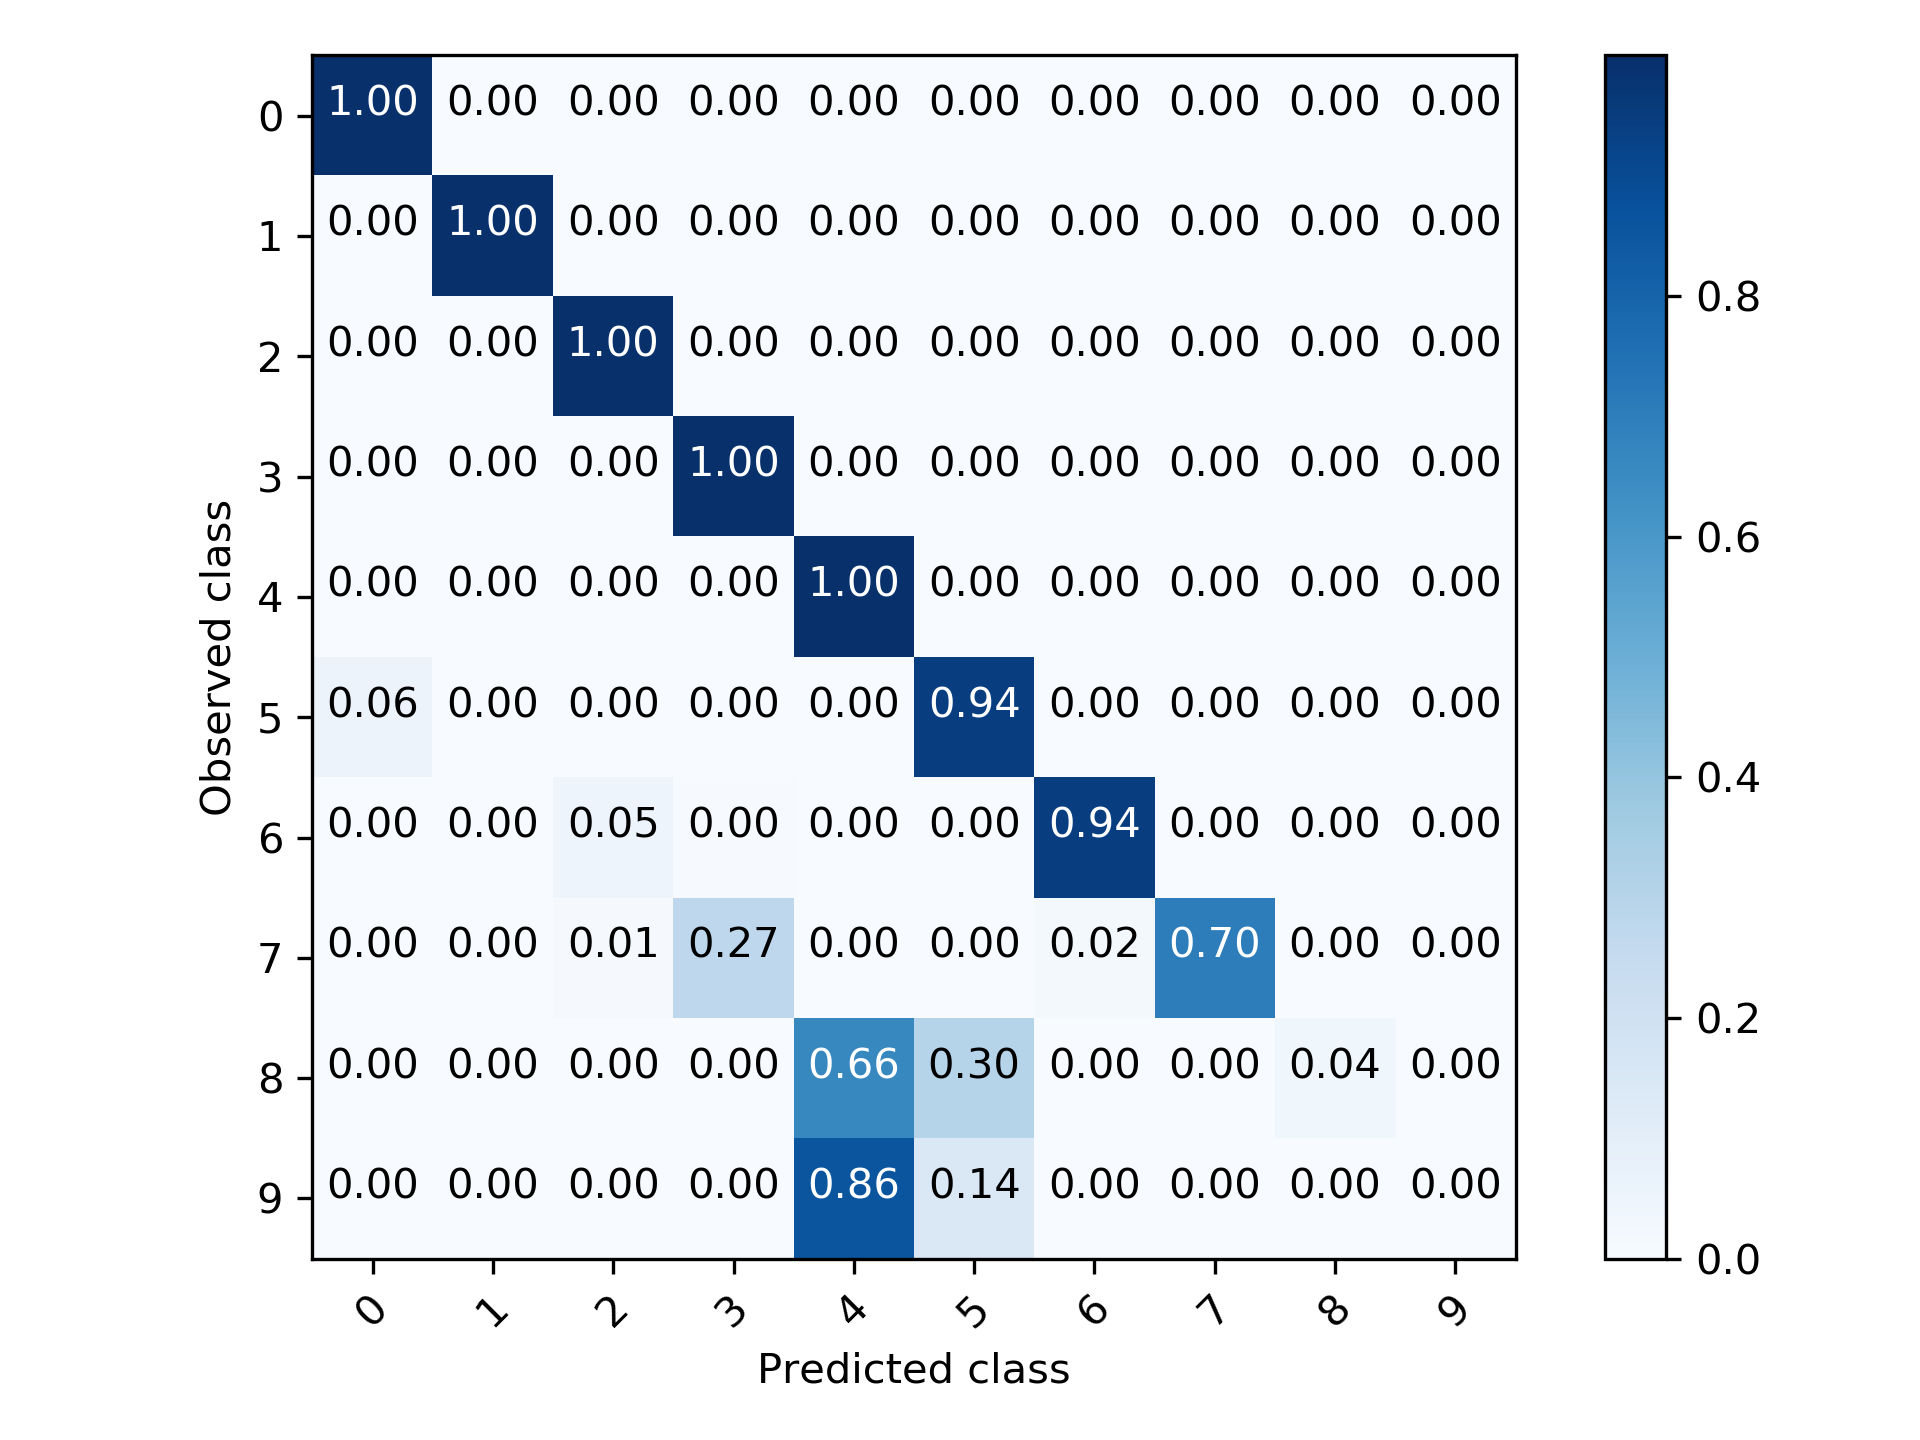 0 1.00 0.00 0.00 0.00 0.00 0.00 0.00 0.00 0.00 0.00
1 0.00 1.00 0.00 0.00 0.00 0.00 0.00 0.00 0.00 0.00
2 0.00 0.00 1.00 0.00 0.00 0.00 0.00 0.00 0.00 0.00
3 0.00 0.00 0.00 1.00 0.00 0.00 0.00 0.00 0.00 0.00
4 0.00 0.00 0.00 0.00 1.00 0.00 0.00 0.00 0.00 0.00
5 0.06 0.00 0.00 0.00 0.00 0.94 0.00 0.00 0.00 0.00
6 0.00 0.00 0.05 0.00 0.00 0.00 0.94 0.00 0.00 0.00
7 0.00 0.00 0.01 0.27 0.00 0.00 0.02 0.70 0.00 0.00
8 0.00 0.00 0.00 0.00 0.66 0.30 0.00 0.00 0.04 0.00
9 0.00 0.00 0.00 0.00 0.86 0.14 0.00 0.00 0.00 0.00
0 1 2 3 4 5 6 7 8 9
Predicted class
Observed class
0.8
0.6
0.4
0.2
0.0